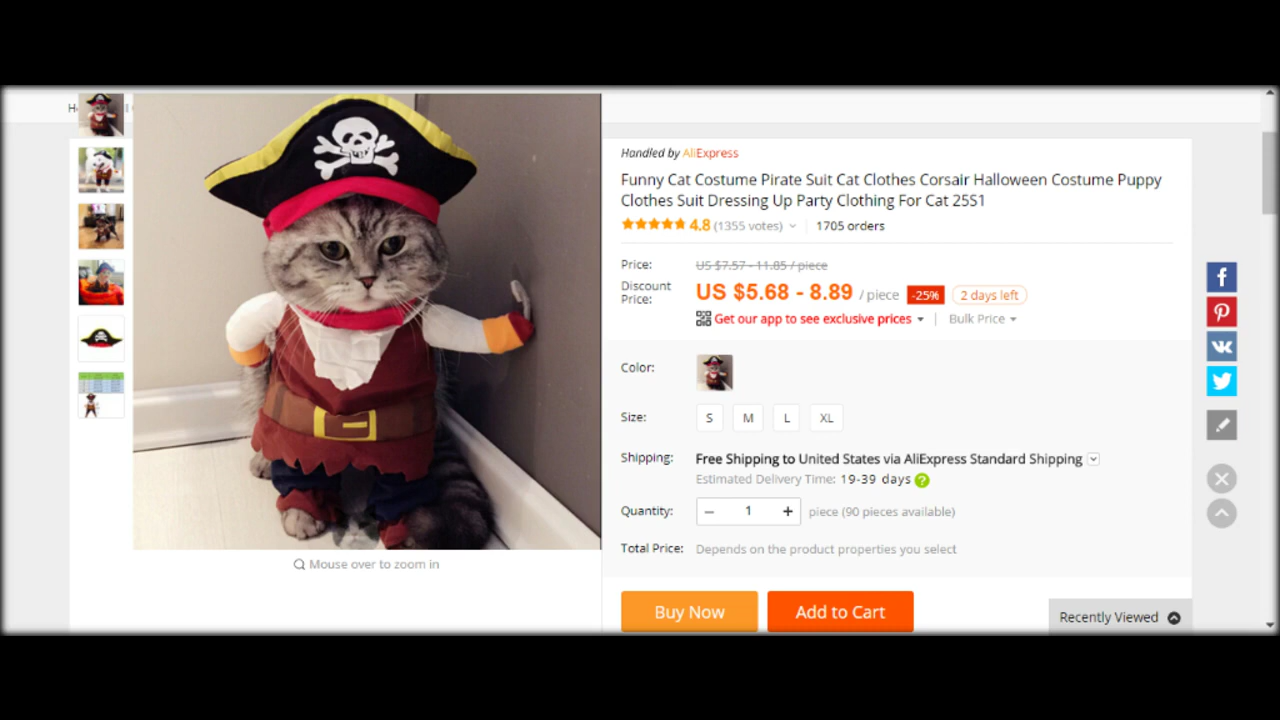 Handled by AliExpress
Funny Cat Costume Pirate Suit Cat Clothes Corsair Halloween Costume Puppy
Clothes Suit Dressing Up Party Clothing For Cat 25S1
4.8 (1355 votes) 1705 orders
Price: US $7.57 - 11.85 / piece
Discount Price: US $5.68 - 8.89 / piece -25% 2 days left
Get our app to see exclusive prices Bulk Price
Color:
Size: S M L XL
Shipping: Free Shipping to United States via AliExpress Standard Shipping
Estimated Delivery Time: 19-39 days ?
Quantity: − 1 + piece (90 pieces available)
Total Price: Depends on the product properties you select
Mouse over to zoom in
Buy Now Add to Cart
Recently Viewed